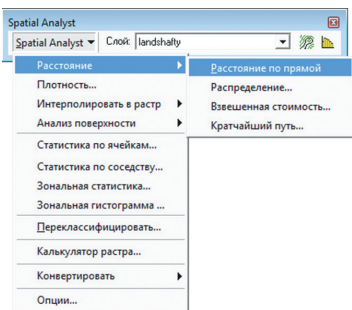 Spatial Analyst
Spatial Analyst Слой: landshafty
Расстояние
Плотность...
Интерполировать в растр
Анализ поверхности
Статистика по ячейкам...
Статистика по соседству...
Зональная статистика...
Зональная гистограмма ...
Переклассифицировать...
Калькулятор растра...
Конвертировать
Опции...
Расстояние по прямой
Распределение...
Взвешенная стоимость...
Кратчайший путь...